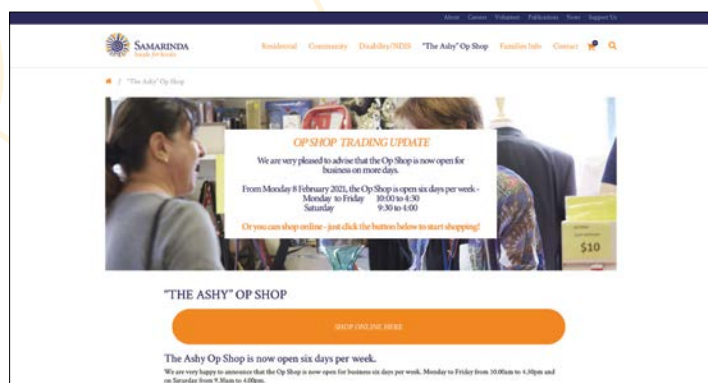 About Careers Volunteer Publications News Support Us
SAMARINDA
Residential Community Disability/NDIS "The Ashy" Op Shop Families Info Contact
/ "The Ashy" Op Shop
OP SHOP TRADING UPDATE
We are very pleased to advise that the Op Shop is now open for
business on more days.
From Monday 8 February 2021, the Op Shop is open six days per week -
Monday to Friday 10:00 to 4:30
Saturday 9:30 to 4:00
Or you can shop online - just click the button below to start shopping!
$10
"THE ASHY" OP SHOP
SHOP ONLINE HERE
The Ashy Op Shop is now open six days per week.
We are very happy to announce that the Op Shop is now open for business six days per week. Monday to Friday from 10.00am to 4.30pm and
on Saturday from 9.30am to 4.00pm.